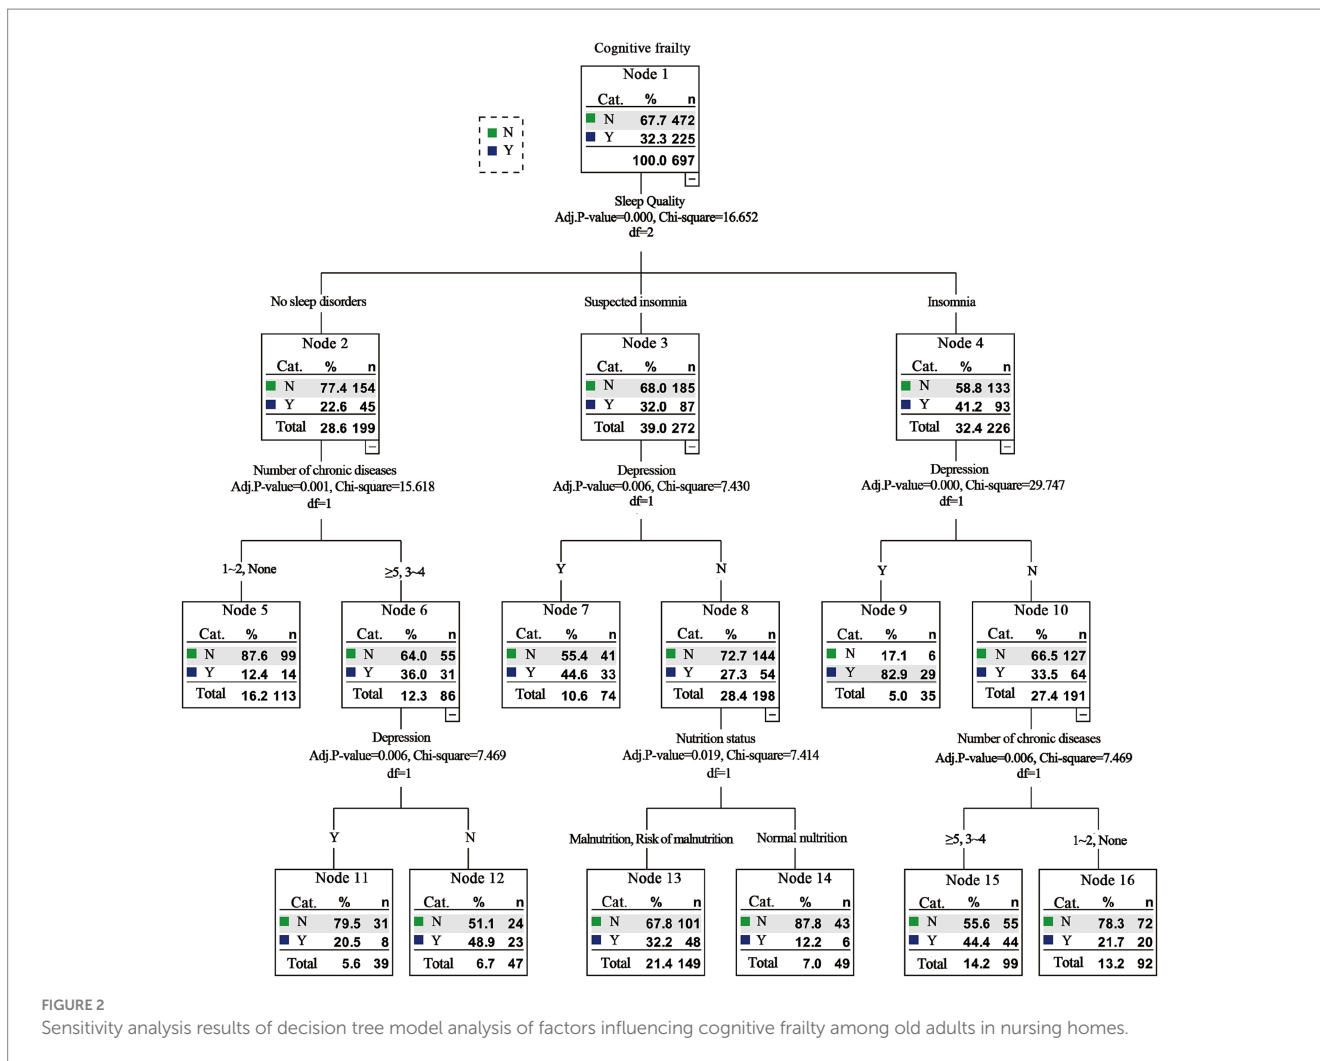 Cognitive frailty
Node 1
Cat. % n
N 67.7 472
Y 32.3 225
100.0 697
N
Y
Sleep Quality
Adj.P-value=0.000, Chi-square=16.652
df=2
No sleep disorders
Suspected insomnia
Insomnia
Node 2
Cat. % n
N 77.4 154
Y 22.6 45
Total 28.6 199
Node 3
Cat. % n
N 68.0 185
Y 32.0 87
Total 39.0 272
Node 4
Cat. % n
N 58.8 133
Y 41.2 93
Total 32.4 226
Number of chronic diseases
Adj.P-value=0.001, Chi-square=15.618
df=1
Depression
Adj.P-value=0.006, Chi-square=7.430
df=1
Depression
Adj.P-value=0.000, Chi-square=29.747
df=1
1~2, None
≥5, 3~4
Y
N
Y
N
Node 5
Cat. % n
N 87.6 99
Y 12.4 14
Total 16.2 113
Node 6
Cat. % n
N 64.0 55
Y 36.0 31
Total 12.3 86
Node 7
Cat. % n
N 55.4 41
Y 44.6 33
Total 10.6 74
Node 8
Cat. % n
N 72.7 144
Y 27.3 54
Total 28.4 198
Node 9
Cat. % n
N 17.1 6
Y 82.9 29
Total 5.0 35
Node 10
Cat. % n
N 66.5 127
Y 33.5 64
Total 27.4 191
Depression
Adj.P-value=0.006, Chi-square=7.469
df=1
Nutrition status
Adj.P-value=0.019, Chi-square=7.414
df=1
Number of chronic diseases
Adj.P-value=0.006, Chi-square=7.469
df=1
Y
N
Malnutrition, Risk of malnutrition
Normal nultrition
≥5, 3~4
1~2, None
Node 11
Cat. % n
N 79.5 31
Y 20.5 8
Total 5.6 39
Node 12
Cat. % n
N 51.1 24
Y 48.9 23
Total 6.7 47
Node 13
Cat. % n
N 67.8 101
Y 32.2 48
Total 21.4 149
Node 14
Cat. % n
N 87.8 43
Y 12.2 6
Total 7.0 49
Node 15
Cat. % n
N 55.6 55
Y 44.4 44
Total 14.2 99
Node 16
Cat. % n
N 78.3 72
Y 21.7 20
Total 13.2 92
FIGURE 2
Sensitivity analysis results of decision tree model analysis of factors influencing cognitive frailty among old adults in nursing homes.